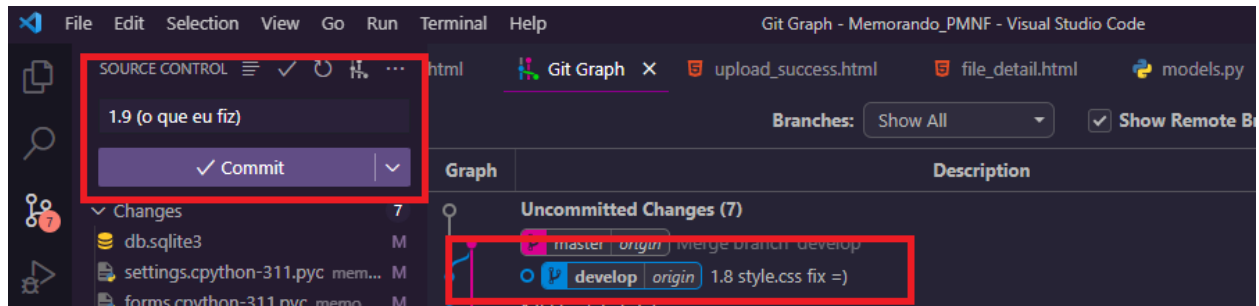 File Edit Selection View Go Run Terminal Help Git Graph - Memorando_PMNF - Visual Studio Code
SOURCE CONTROL
html Git Graph upload_success.html file_detail.html models.py
1.9 (o que eu fiz)
Branches: Show All Show Remote B
Commit
Graph Description
7
Changes 7
Uncommitted Changes (7)
db.sqlite3 M
master origin Merge branch 'develop'
settings.cpython-311.pyc mem... M
develop origin 1.8 style.css fix =)
forms.cpython-311.pyc memo... M